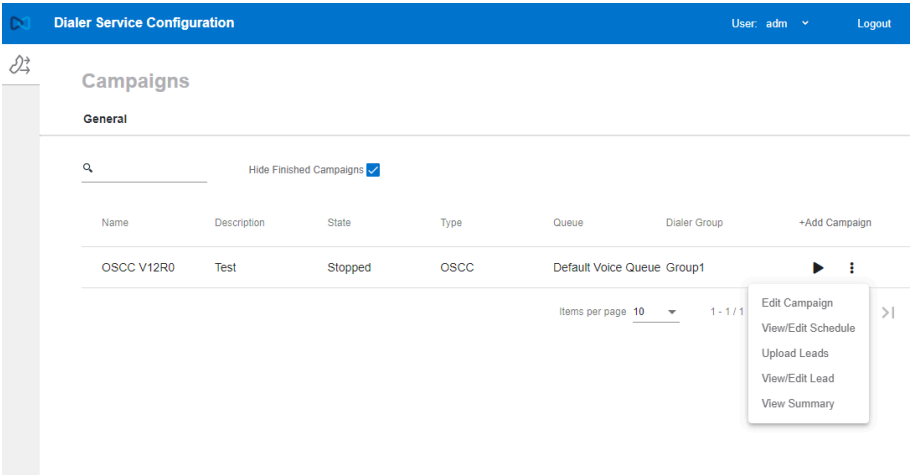 Dialer Service Configuration User: adm Logout
Campaigns
General
Hide Finished Campaigns
Name Description State Type Queue Dialer Group +Add Campaign
OSCC V12R0 Test Stopped OSCC Default Voice Queue Group1
Items per page 10 1 - 1 / 1
Edit Campaign
View/Edit Schedule
Upload Leads
View/Edit Lead
View Summary